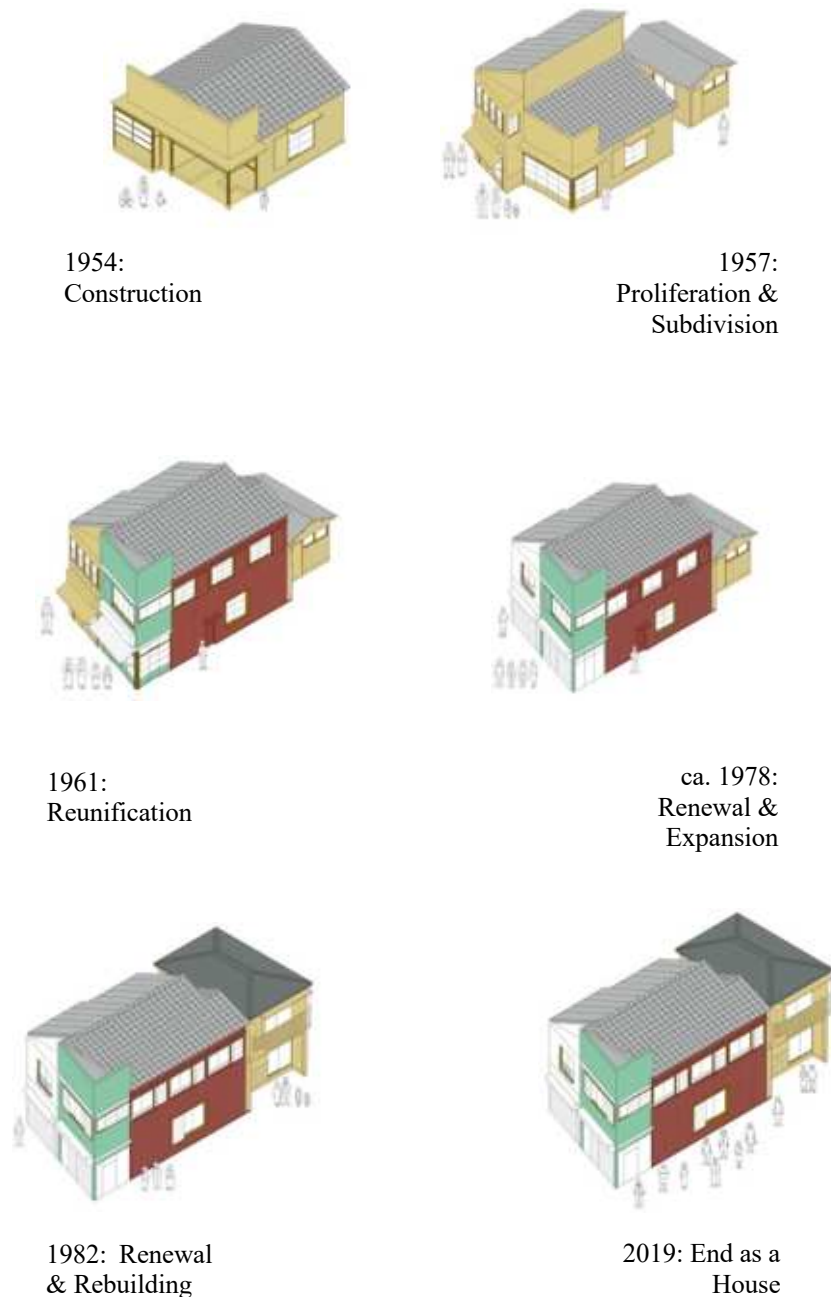 1954:
Construction
1957:
Proliferation &
Subdivision
1961:
Reunification
ca. 1978:
Renewal &
Expansion
1982: Renewal
& Rebuilding
2019: End as a
House